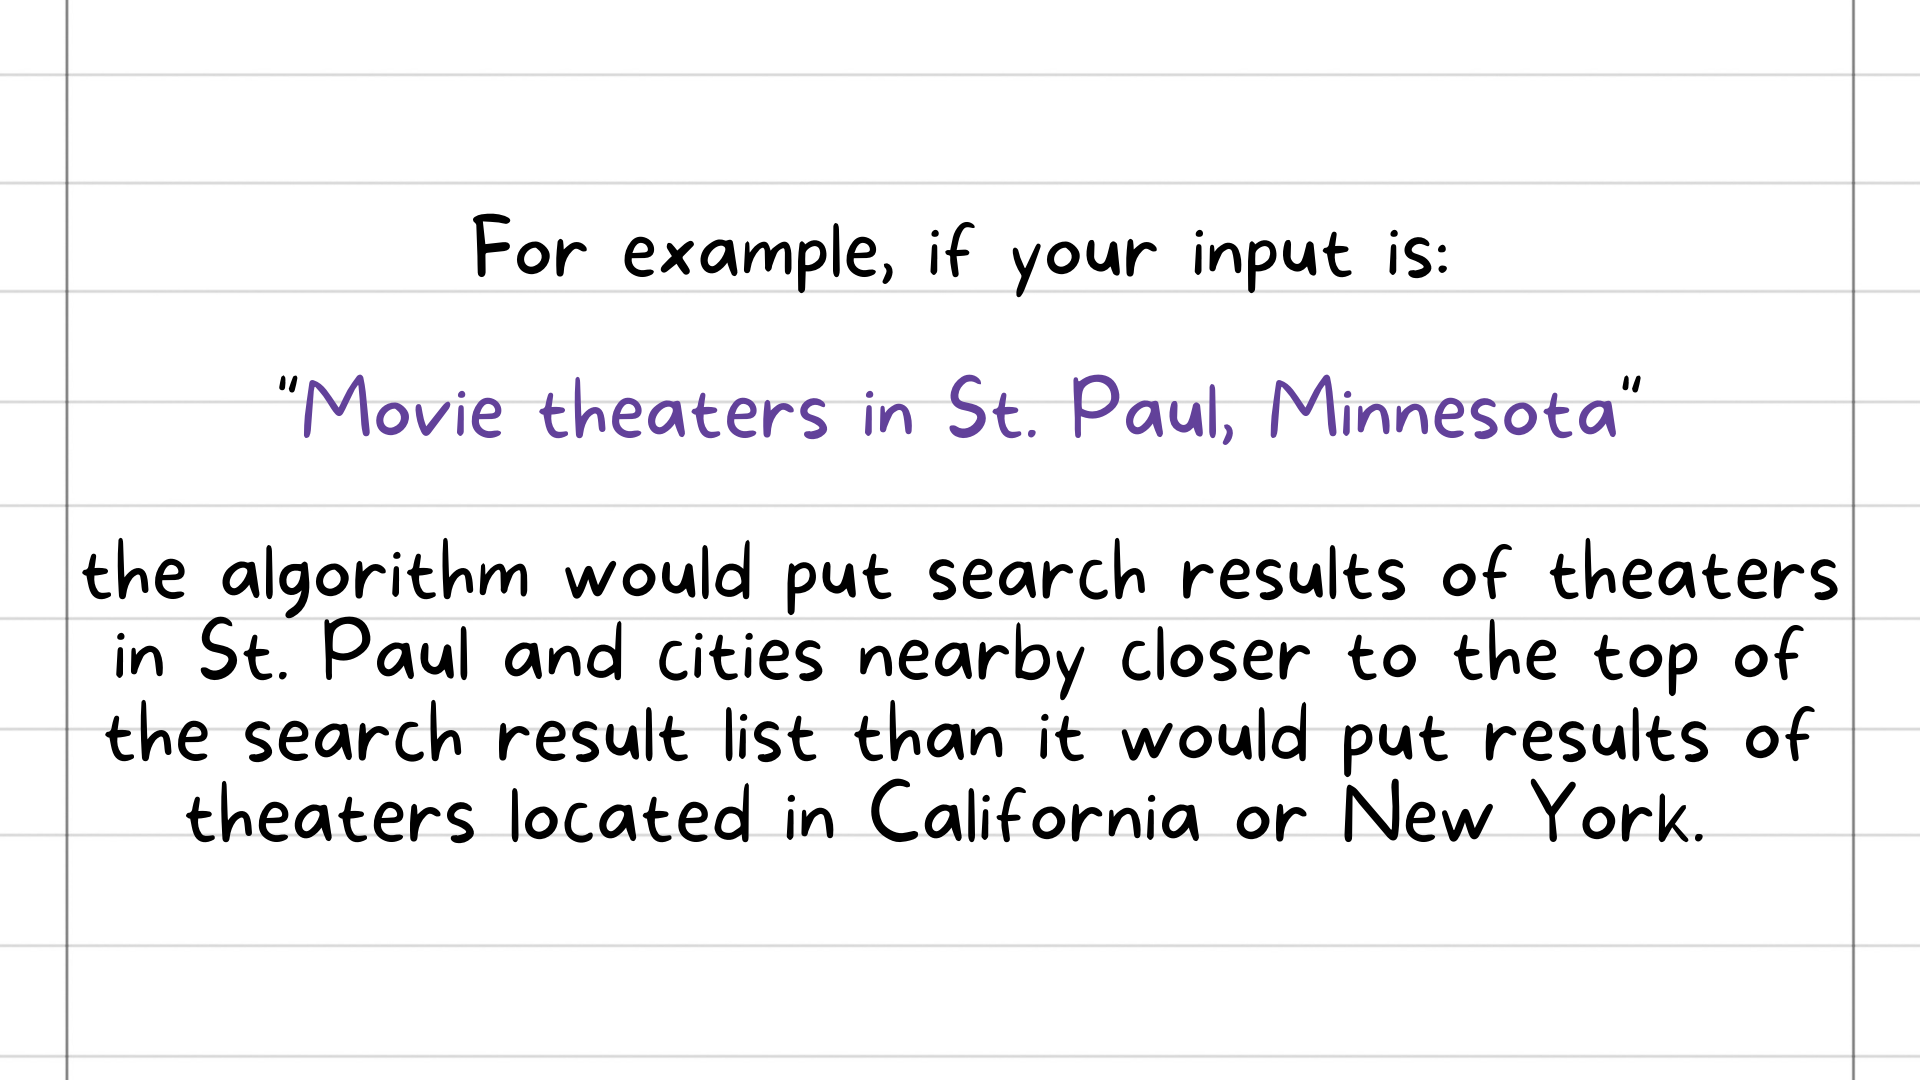 For example, if your input is:
"Movie theaters in St. Paul, Minnesota"
the algorithm would put search results of theaters
in St. Paul and cities nearby closer to the top of
the search result list than it would put results of
theaters located in California or New York.